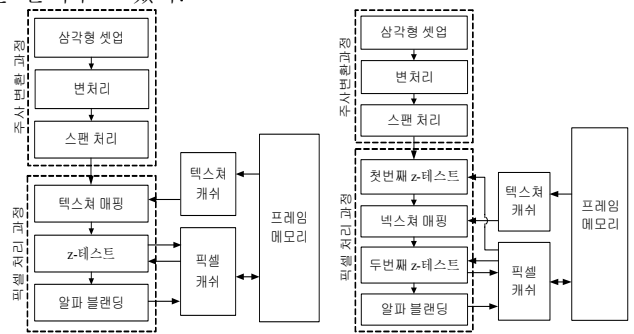 삼각형 셋업
변처리
스팬 처리
주사변환 과정
텍스쳐 매핑
z-테스트
알파 블랜딩
픽셀 처리 과정
텍스쳐
캐쉬
픽셀
캐쉬
프레임
메모리
삼각형 셋업
변처리
스팬 처리
주사변환과정
첫번째 z-테스트
넥스쳐 매핑
두번째 z-테스트
알파 블랜딩
픽셀 처리 과정
텍스쳐
캐쉬
픽셀
캐쉬
프레임
메모리